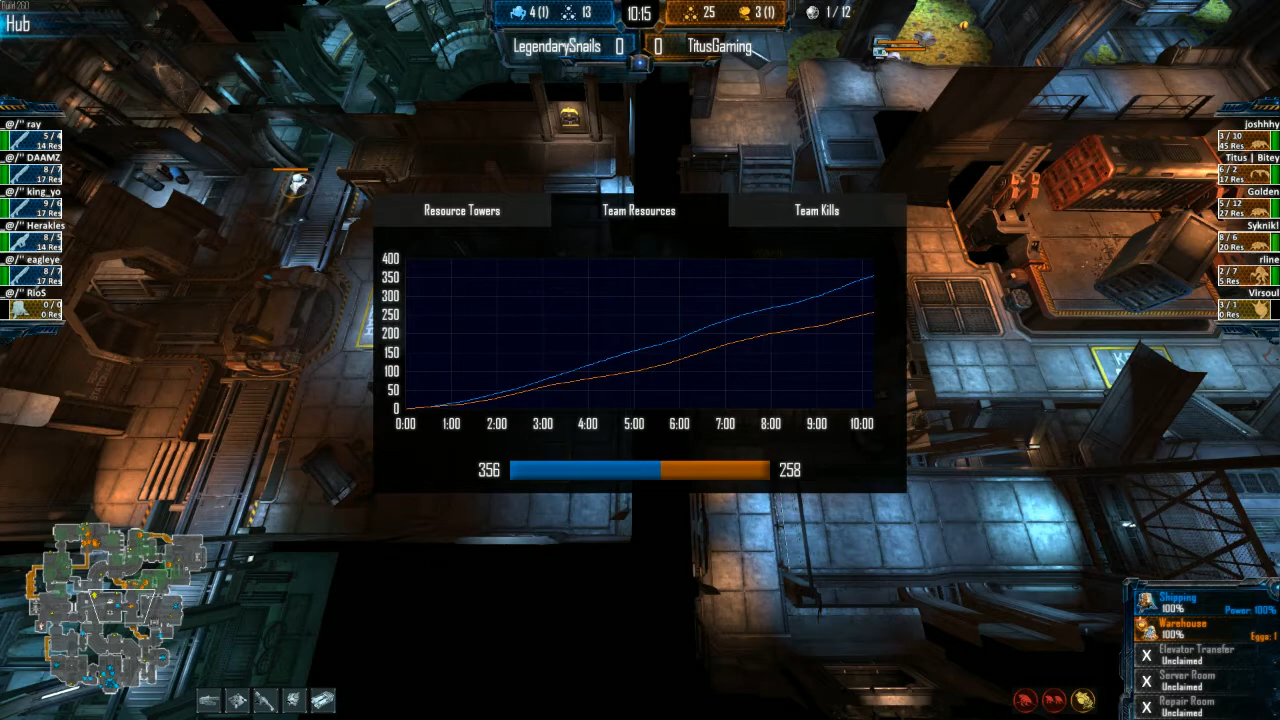 Build 260
Hub
4 (1) 13 10:15 25 3 (1) 1 / 12
LegendarySnails 0 0 TitusGaming
_@/" ray
5 / 4
14 Res
_@/" DAAMZ
8 / 7
17 Res
_@/" king_yo
9 / 6
17 Res
_@/" Herakles
8 / 5
14 Res
_@/" eagleye
8 / 7
17 Res
_@/" RioS
0 / 0
0 Res
joshhhy
3 / 10
45 Res
Titus | Bitey
6 / 2
17 Res
Golden
5 / 12
27 Res
Syknik!
8 / 6
20 Res
rline
2 / 7
5 Res
Virsoul
3 / 1
0 Res
Resource Towers Team Resources Team Kills
400
350
300
250
200
150
100
50
0
0:00 1:00 2:00 3:00 4:00 5:00 6:00 7:00 8:00 9:00 10:00
356 258
Shipping
100% Power: 100%
Warehouse
100% Eggs: 1
X Elevator Transfer
Unclaimed
X Server Room
Unclaimed
X Repair Room
Unclaimed